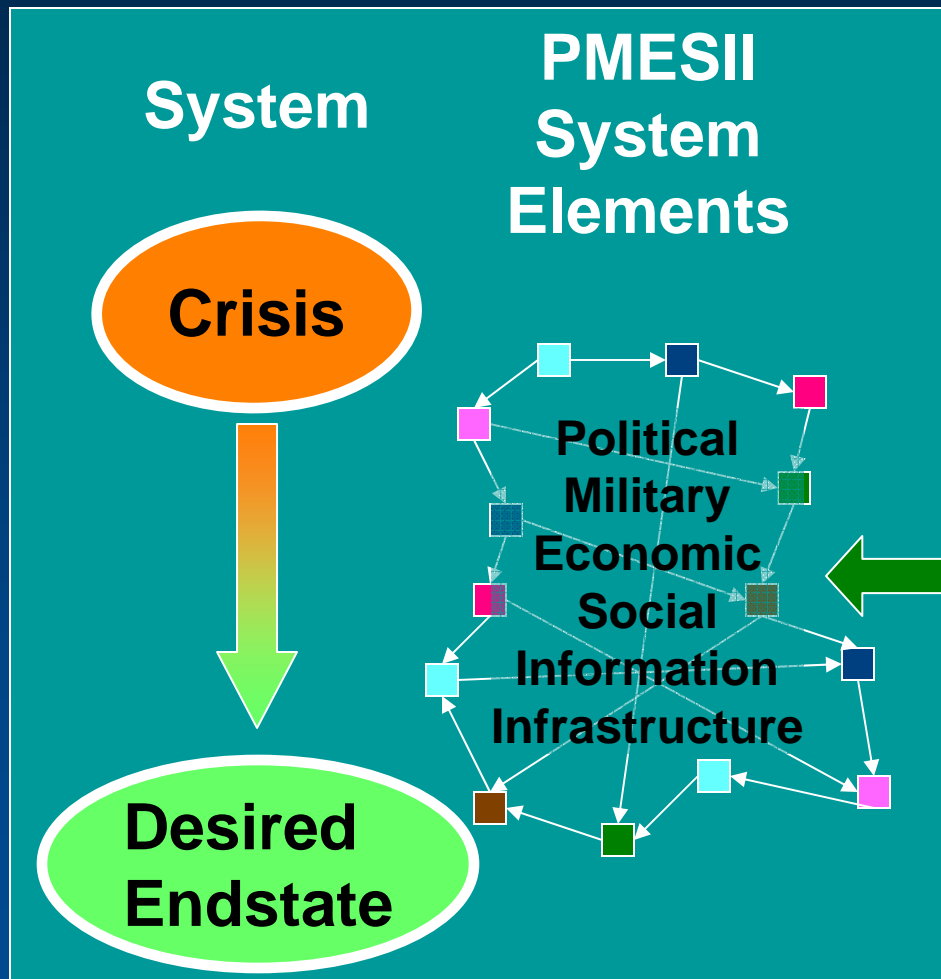 System
PMESII
System
Elements
Crisis
Political
Military
Economic
Social
Information
Infrastructure
Desired
Endstate